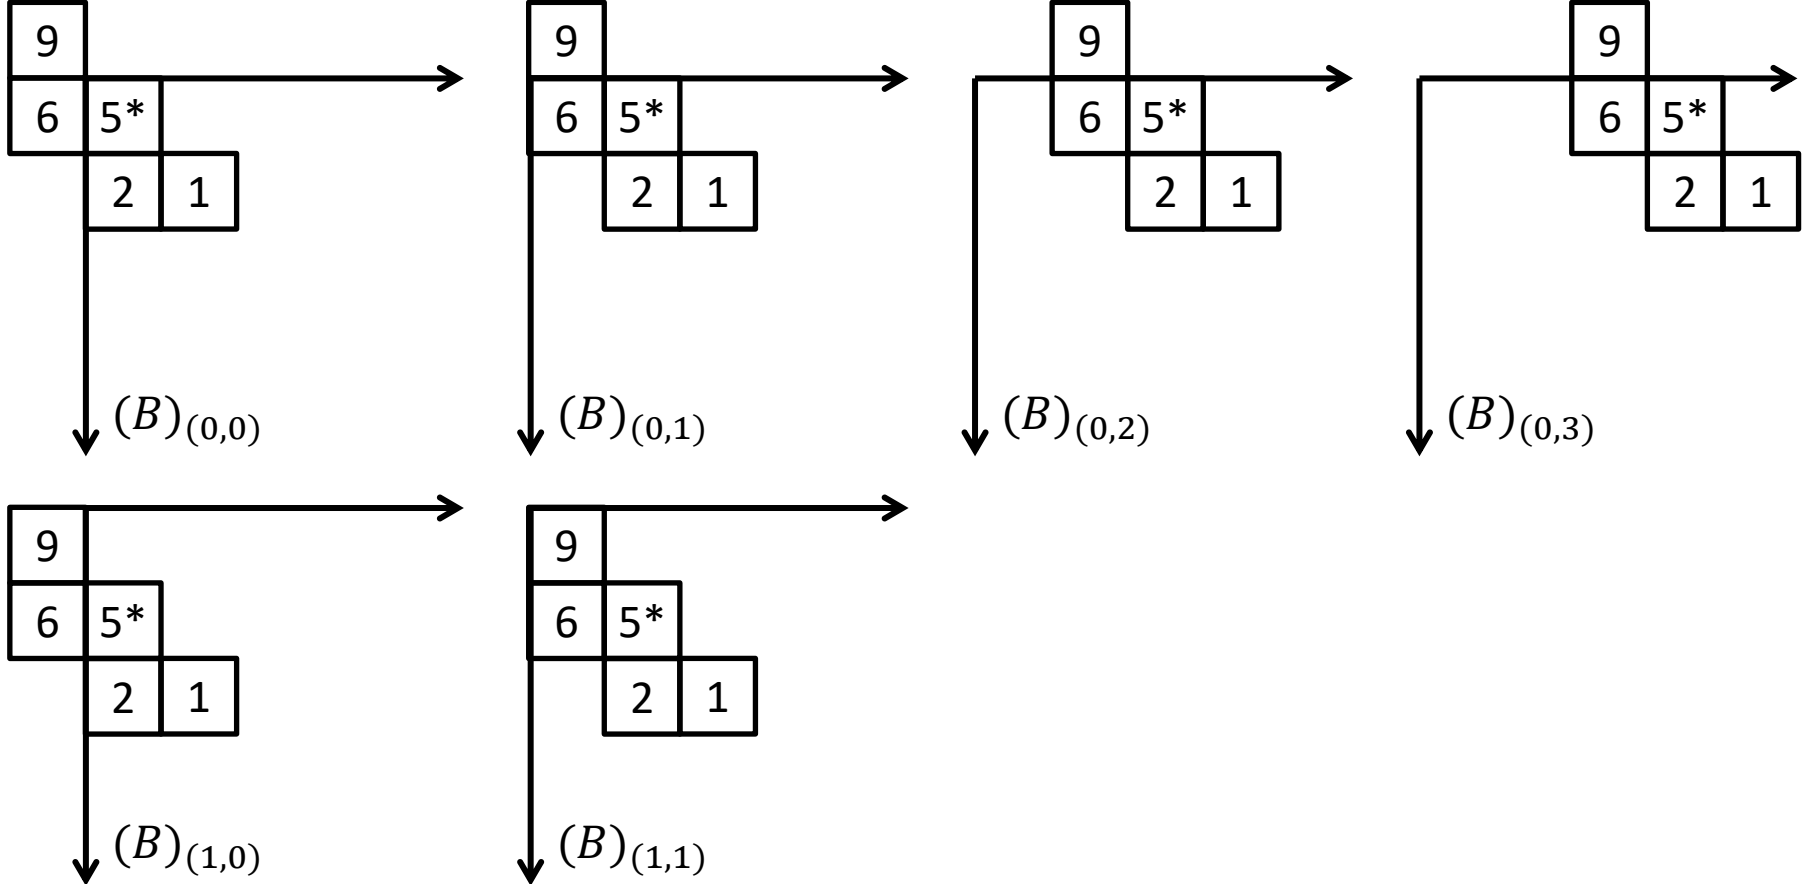 9 9 9 9
6 5* 6 5* 6 5* 6 5*
2 1 2 1 2 1 2 1
(B)(0,0) (B)(0,1) (B)(0,2) (B)(0,3)
9 9
6 5* 6 5*
2 1 2 1
(B)(1,0) (B)(1,1)